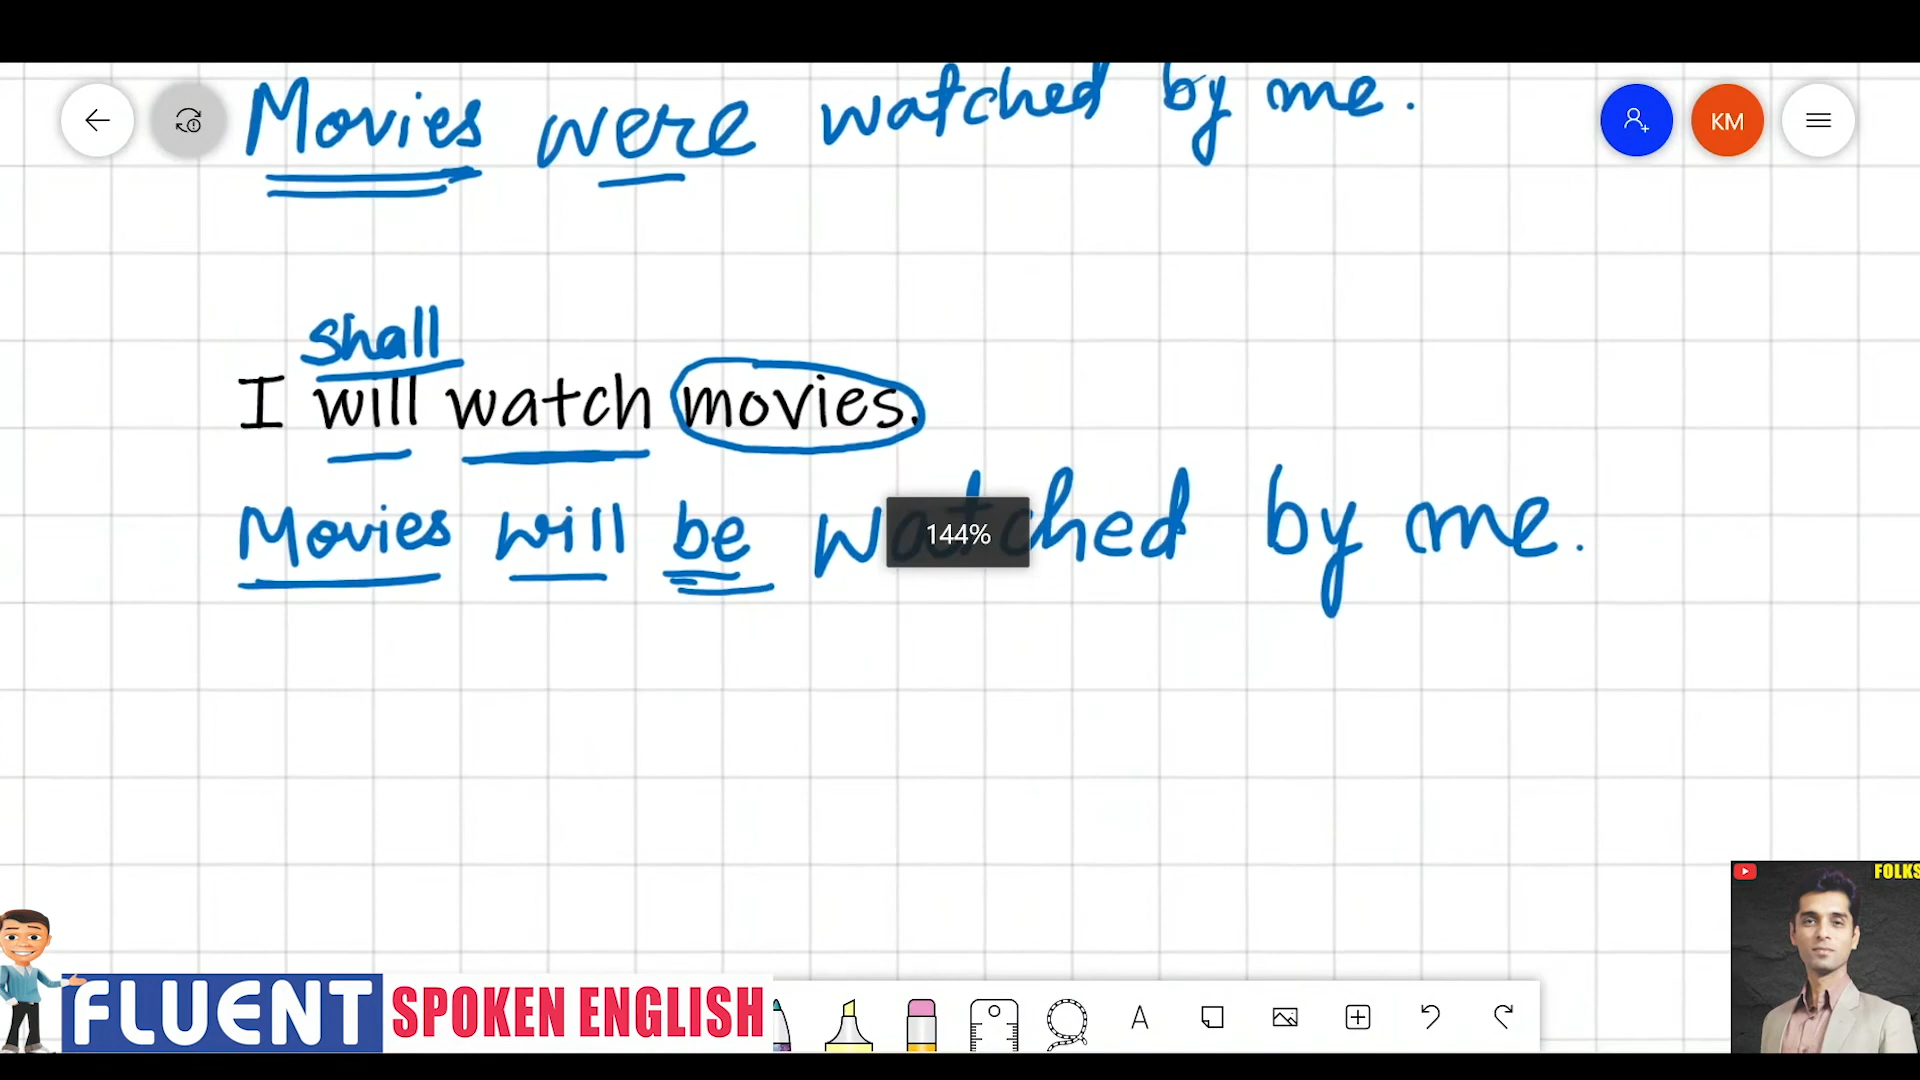 Movies were watched by me.
KM
shall
I will watch movies.
Movies will be watched by me.
144%
FOLKS
FLUENT SPOKEN ENGLISH
A